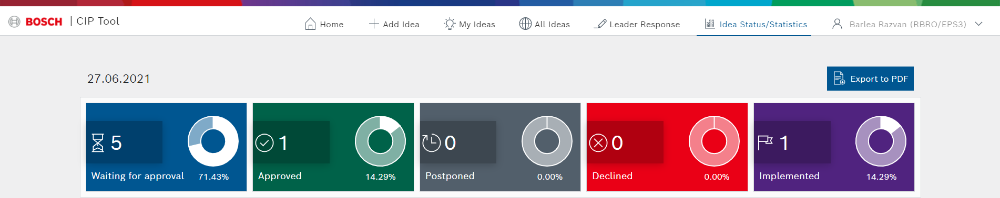 BOSCH | CIP Tool
Home Add Idea My Ideas All Ideas Leader Response Idea Status/Statistics Barlea Razvan (RBRO/EPS3)
27.06.2021
Export to PDF
5
Waiting for approval 71.43%
1
Approved 14.29%
0
Postponed 0.00%
0
Declined 0.00%
1
Implemented 14.29%